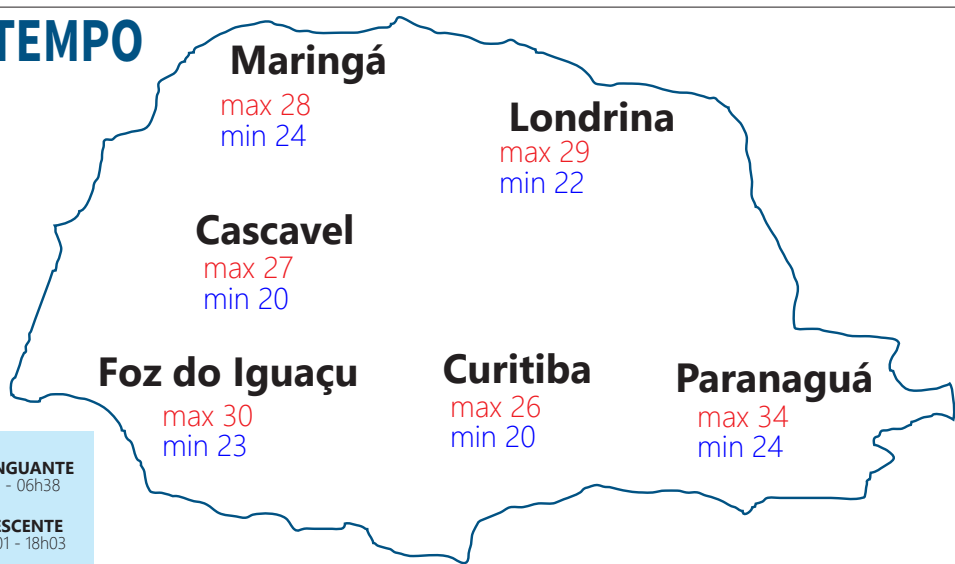 TEMPO
Maringá
max 28
min 24
Londrina
max 29
min 22
Cascavel
max 27
min 20
Foz do Iguaçu
max 30
min 23
Curitiba
max 26
min 20
Paranaguá
max 34
min 24
NGUANTE
- 06h38
ESCENTE
01 - 18h03